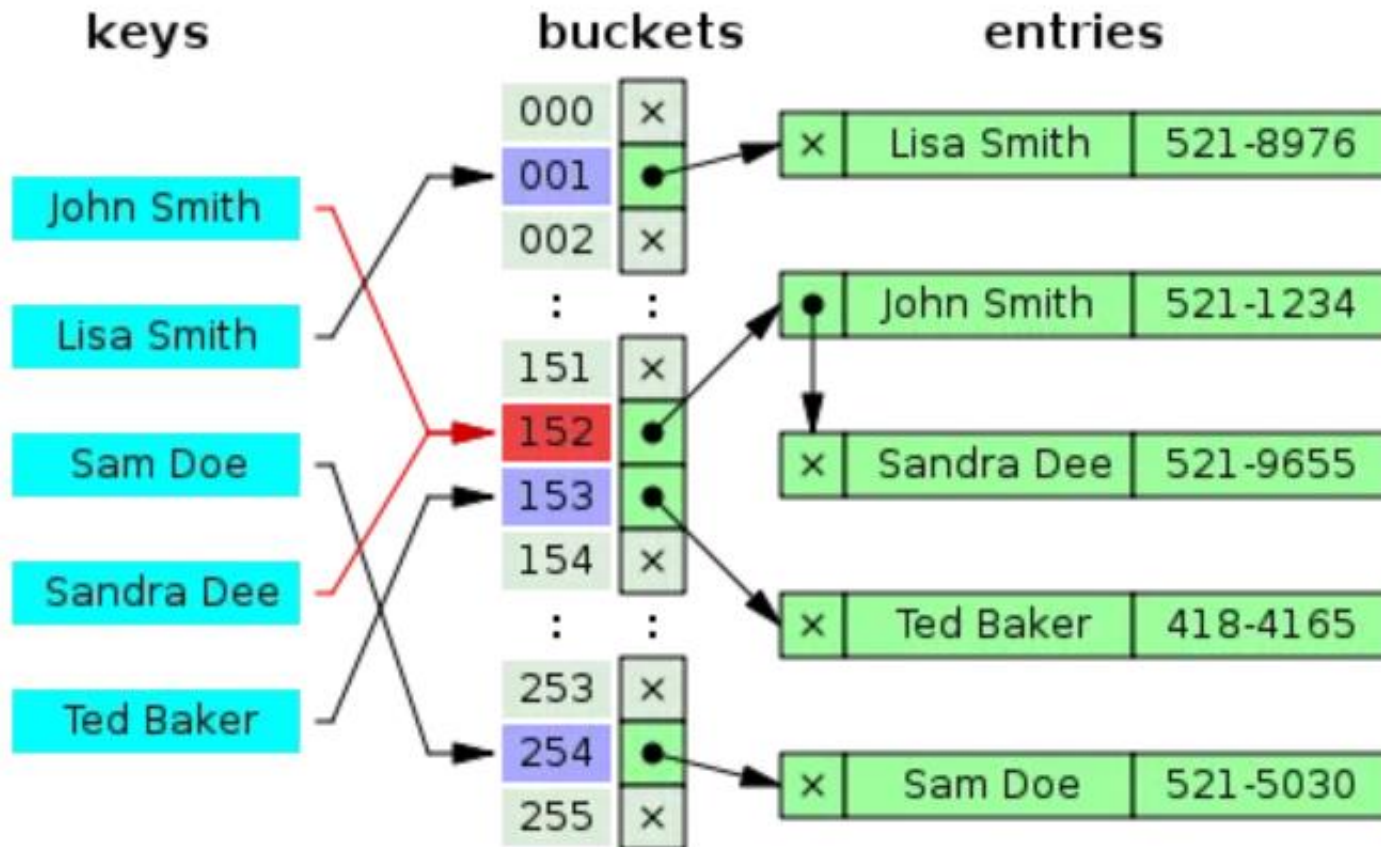 keys
buckets
entries
John Smith
Lisa Smith
Sam Doe
Sandra Dee
Ted Baker
000 ×
001
002 ×
: :
151 ×
152
153
154 ×
: :
253 ×
254
255 ×
× Lisa Smith 521-8976
John Smith 521-1234
× Sandra Dee 521-9655
× Ted Baker 418-4165
× Sam Doe 521-5030